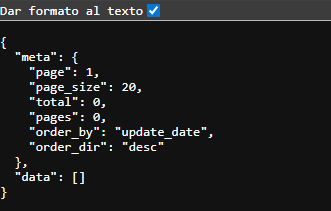 Dar formato al texto
{
  "meta": {
    "page": 1,
    "page_size": 20,
    "total": 0,
    "pages": 0,
    "order_by": "update_date",
    "order_dir": "desc"
  },
  "data": []
}